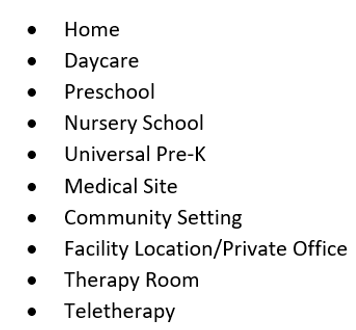 • Home
• Daycare
• Preschool
• Nursery School
• Universal Pre-K
• Medical Site
• Community Setting
• Facility Location/Private Office
• Therapy Room
• Teletherapy